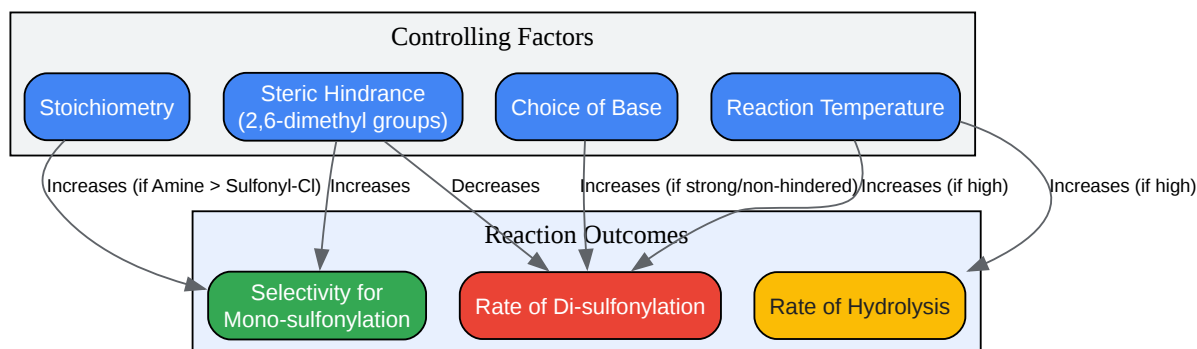 Controlling Factors
Stoichiometry
Steric Hindrance
(2,6-dimethyl groups)
Choice of Base
Reaction Temperature
Increases (if Amine > Sulfonyl-Cl)
Increases
Decreases
Increases (if strong/non-hindered)
Increases (if high)
Increases (if high)
Reaction Outcomes
Selectivity for
Mono-sulfonylation
Rate of Di-sulfonylation
Rate of Hydrolysis